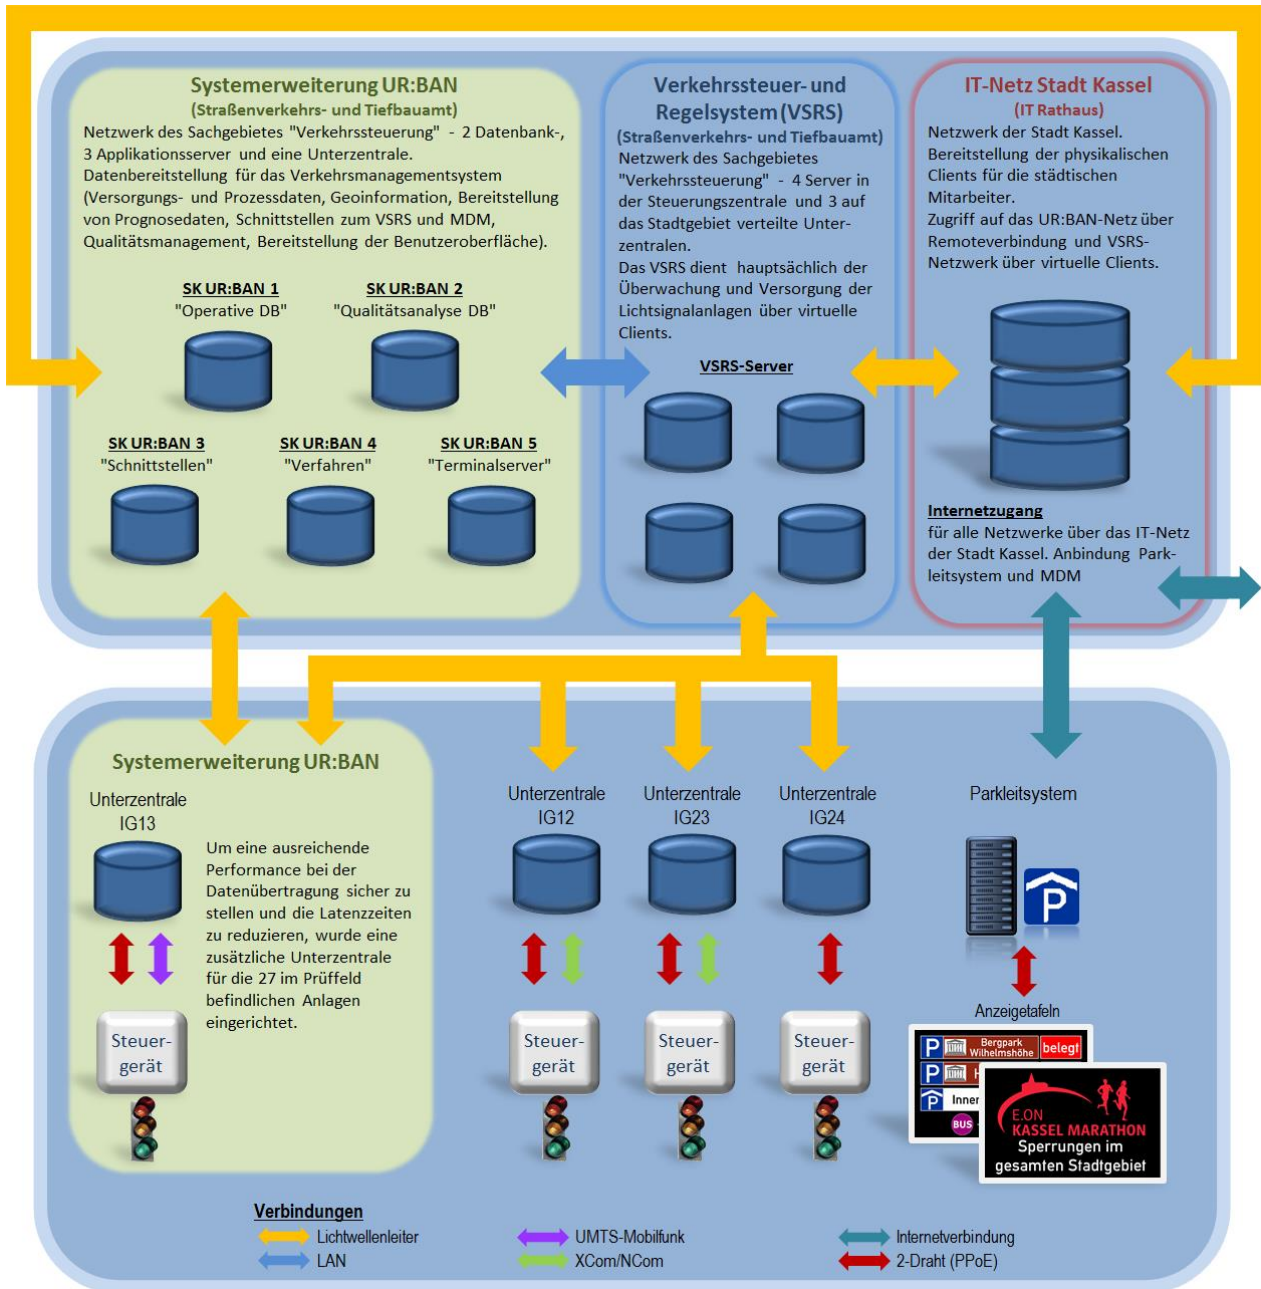 Systemerweiterung UR:BAN
(Straßenverkehrs- und Tiefbauamt)
Netzwerk des Sachgebietes "Verkehrssteuerung" - 2 Datenbank-,
3 Applikationsserver und eine Unterzentrale.
Datenbereitstellung für das Verkehrsmanagementsystem
(Versorgungs- und Prozessdaten, Geoinformation, Bereitstellung
von Prognosedaten, Schnittstellen zum VSRS und MDM,
Qualitätsmanagement, Bereitstellung der Benutzeroberfläche).
SK UR:BAN 1
"Operative DB"
SK UR:BAN 2
"Qualitätsanalyse DB"
SK UR:BAN 3
"Schnittstellen"
SK UR:BAN 4
"Verfahren"
SK UR:BAN 5
"Terminalserver"
Verkehrssteuer- und
Regelsystem (VSRS)
(Straßenverkehrs- und Tiefbauamt)
Netzwerk des Sachgebietes
"Verkehrssteuerung" - 4 Server in
der Steuerungszentrale und 3 auf
das Stadtgebiet verteilte Unter-
zentralen.
Das VSRS dient hauptsächlich der
Überwachung und Versorgung der
Lichtsignalanlagen über virtuelle
Clients.
VSRS-Server
IT-Netz Stadt Kassel
(IT Rathaus)
Netzwerk der Stadt Kassel.
Bereitstellung der physikalischen
Clients für die städtischen
Mitarbeiter.
Zugriff auf das UR:BAN-Netz über
Remoteverbindung und VSRS-
Netzwerk über virtuelle Clients.
Internetzugang
für alle Netzwerke über das IT-Netz
der Stadt Kassel. Anbindung Park-
leitsystem und MDM
Systemerweiterung UR:BAN
Unterzentrale
IG13
Um eine ausreichende
Performance bei der
Datenübertragung sicher zu
stellen und die Latenzzeiten
zu reduzieren, wurde eine
zusätzliche Unterzentrale
für die 27 im Prüffeld
befindlichen Anlagen
eingerichtet.
Steuer-
gerät
Unterzentrale
IG12
Steuer-
gerät
Unterzentrale
IG23
Steuer-
gerät
Unterzentrale
IG24
Steuer-
gerät
Parkleitsystem
P
Anzeigetafeln
P Bergpark
Wilhelmshöhe belegt
P H
P Inner
BUS
E.ON
KASSEL MARATHON
Sperrungen im
gesamten Stadtgebiet
Verbindungen
Lichtwellenleiter
LAN
UMTS-Mobilfunk
XCom/NCom
Internetverbindung
2-Draht (PPoE)